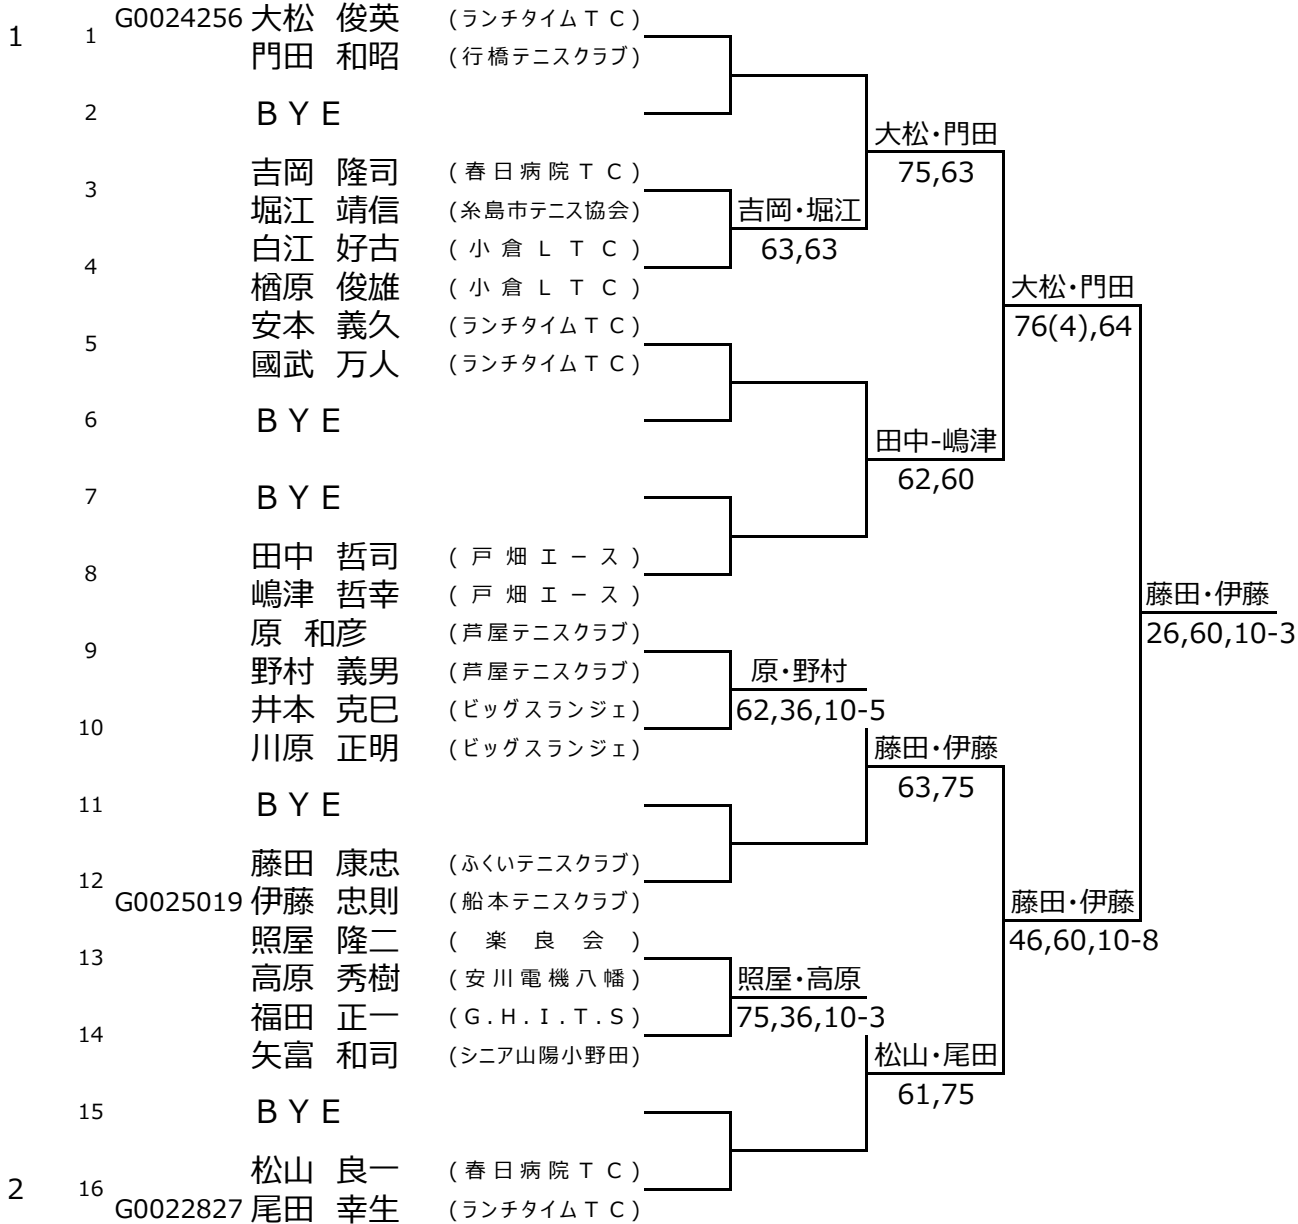 1 1 G0024256 大松 俊英 (ランチタイムTC)
門田 和昭 (行橋テニスクラブ)
2 BYE
大松・門田
75,63
3 吉岡 隆司 (春日病院TC)
堀江 靖信 (糸島市テニス協会)
吉岡・堀江
63,63
4 白江 好古 (小倉LTC)
楢原 俊雄 (小倉LTC)
大松・門田
76(4),64
5 安本 義久 (ランチタイムTC)
國武 万人 (ランチタイムTC)
6 BYE
田中-嶋津
62,60
7 BYE
8 田中 哲司 (戸畑エース)
嶋津 哲幸 (戸畑エース)
藤田・伊藤
26,60,10-3
9 原 和彦 (芦屋テニスクラブ)
野村 義男 (芦屋テニスクラブ)
原・野村
62,36,10-5
10 井本 克巳 (ビッグスランジェ)
川原 正明 (ビッグスランジェ)
藤田・伊藤
63,75
11 BYE
12 藤田 康忠 (ふくいテニスクラブ)
G0025019 伊藤 忠則 (船本テニスクラブ)
藤田・伊藤
46,60,10-8
13 照屋 隆二 (楽良会)
高原 秀樹 (安川電機八幡)
照屋・高原
75,36,10-3
14 福田 正一 (G.H.I.T.S)
矢富 和司 (シニア山陽小野田)
松山・尾田
61,75
15 BYE
2 16 松山 良一 (春日病院TC)
G0022827 尾田 幸生 (ランチタイムTC)